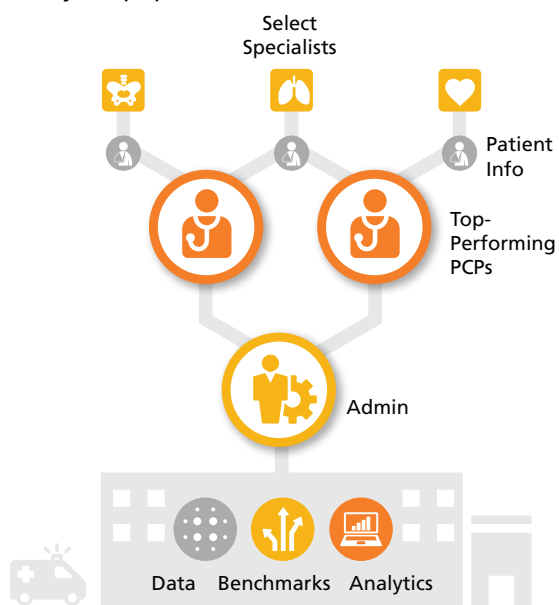 Select
Specialists
Patient
Info
Top-
Performing
PCPs
Admin
Data Benchmarks Analytics